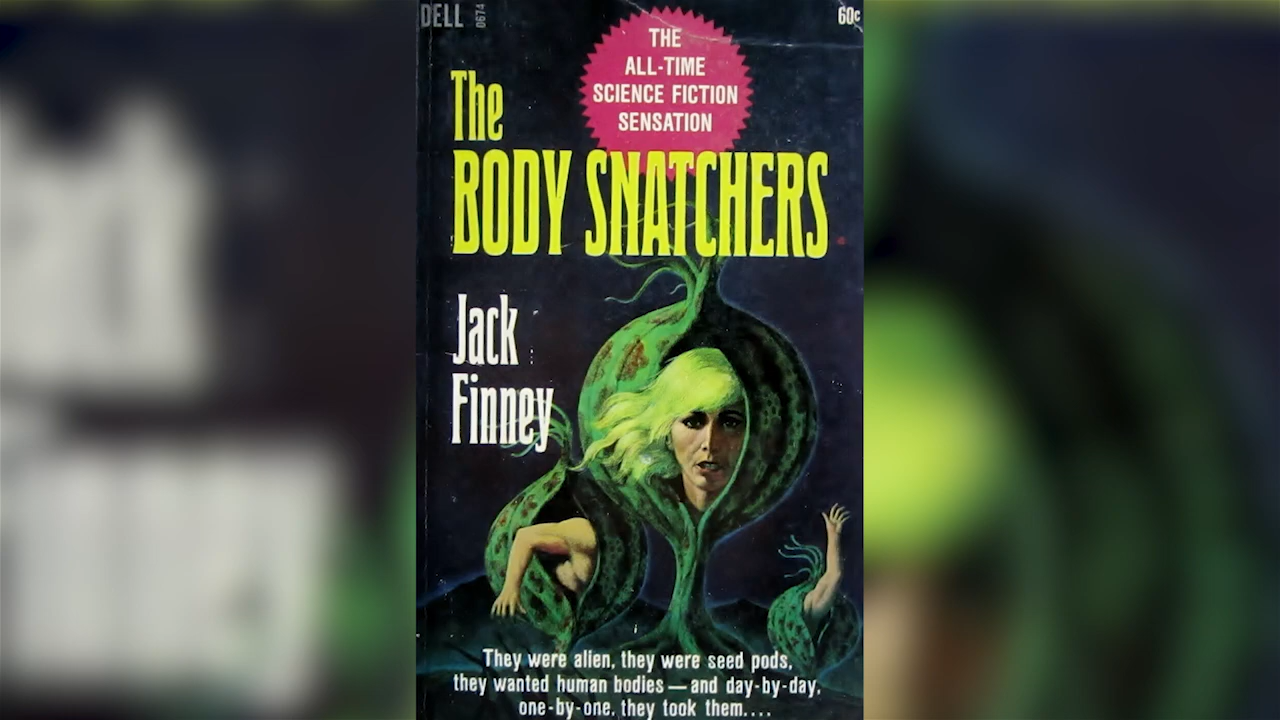 DELL 0674
60c
THE
ALL-TIME
SCIENCE FICTION
SENSATION
The
BODY SNATCHERS
Jack
Finney
They were alien, they were seed pods,
they wanted human bodies — and day-by-day,
one-by-one, they took them....